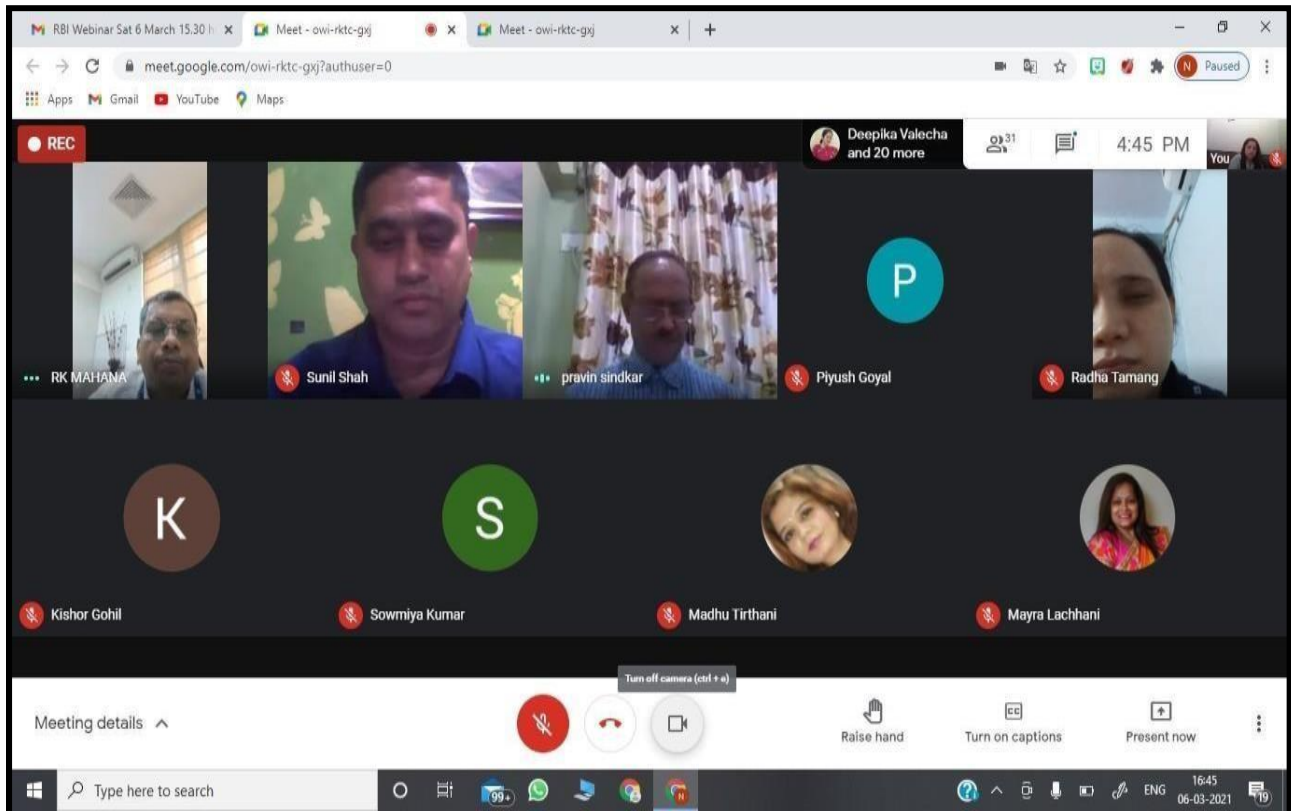 RBI Webinar Sat 6 March 15.30 h
Meet - owi-rktc-gxj
Meet - owi-rktc-gxj
meet.google.com/owi-rktc-gxj?authuser=0
N Paused
Apps Gmail YouTube Maps
REC
Deepika Valecha
and 20 more
31
4:45 PM
You
RK MAHANA
Sunil Shah
pravin sindkar
P
Piyush Goyal
Radha Tamang
K
Kishor Gohil
S
Sowmiya Kumar
Madhu Tirthani
Mayra Lachhani
Turn off camera (ctrl + e)
Meeting details
Raise hand
CC
Turn on captions
Present now
Type here to search
99+
N
ENG
16:45
06-03-2021
19